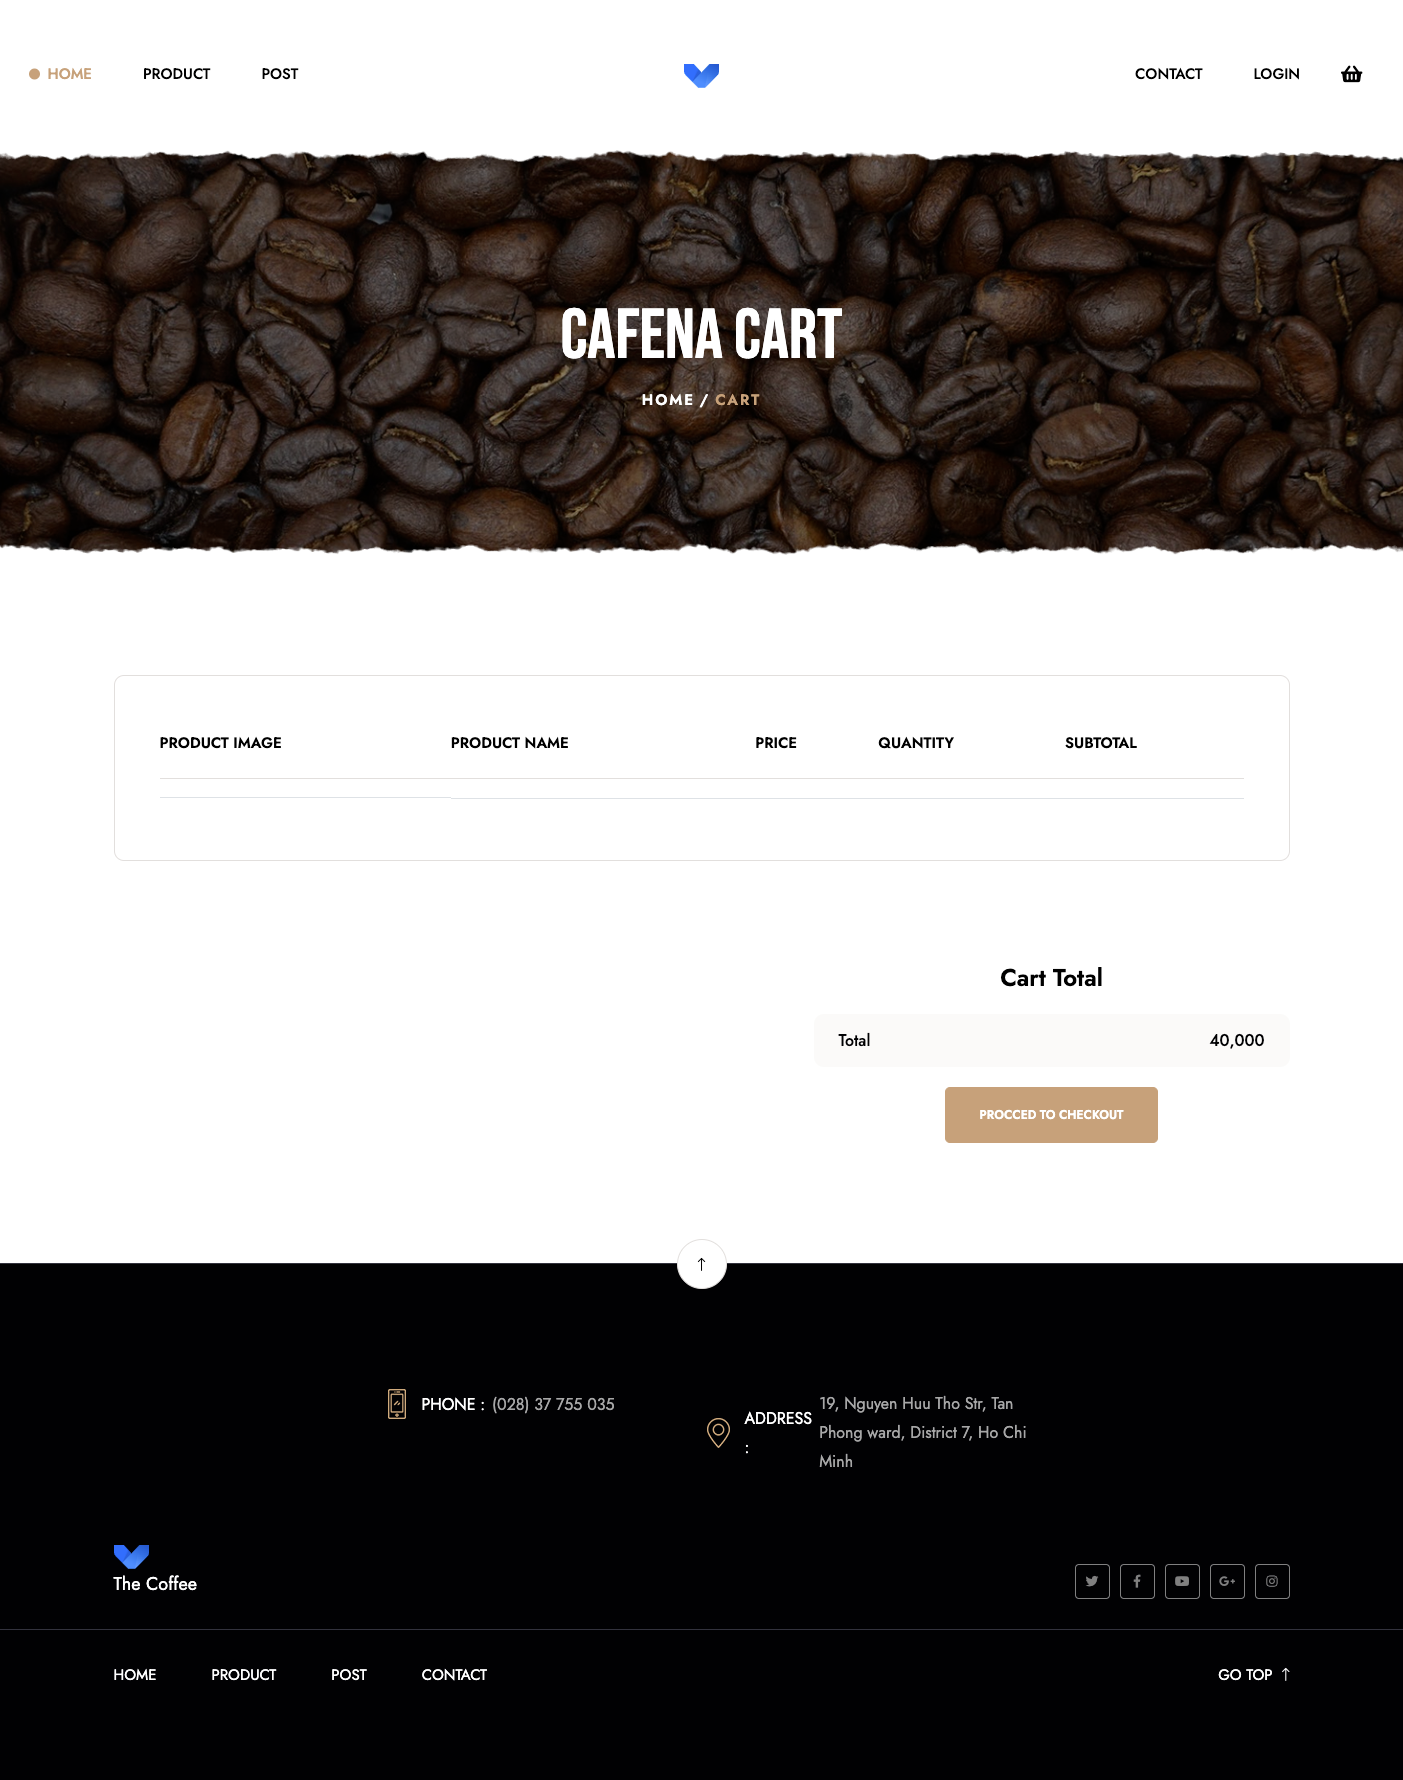 HOME
PRODUCT
POST
CONTACT
LOGIN
CAFENA CART
HOME / CART
PRODUCT IMAGE
PRODUCT NAME
PRICE
QUANTITY
SUBTOTAL
Cart Total
Total
40,000
PROCCED TO CHECKOUT
↑
PHONE : (028) 37 755 035
ADDRESS
:
19, Nguyen Huu Tho Str, Tan
Phong ward, District 7, Ho Chi
Minh
The Coffee
HOME
PRODUCT
POST
CONTACT
GO TOP ↑